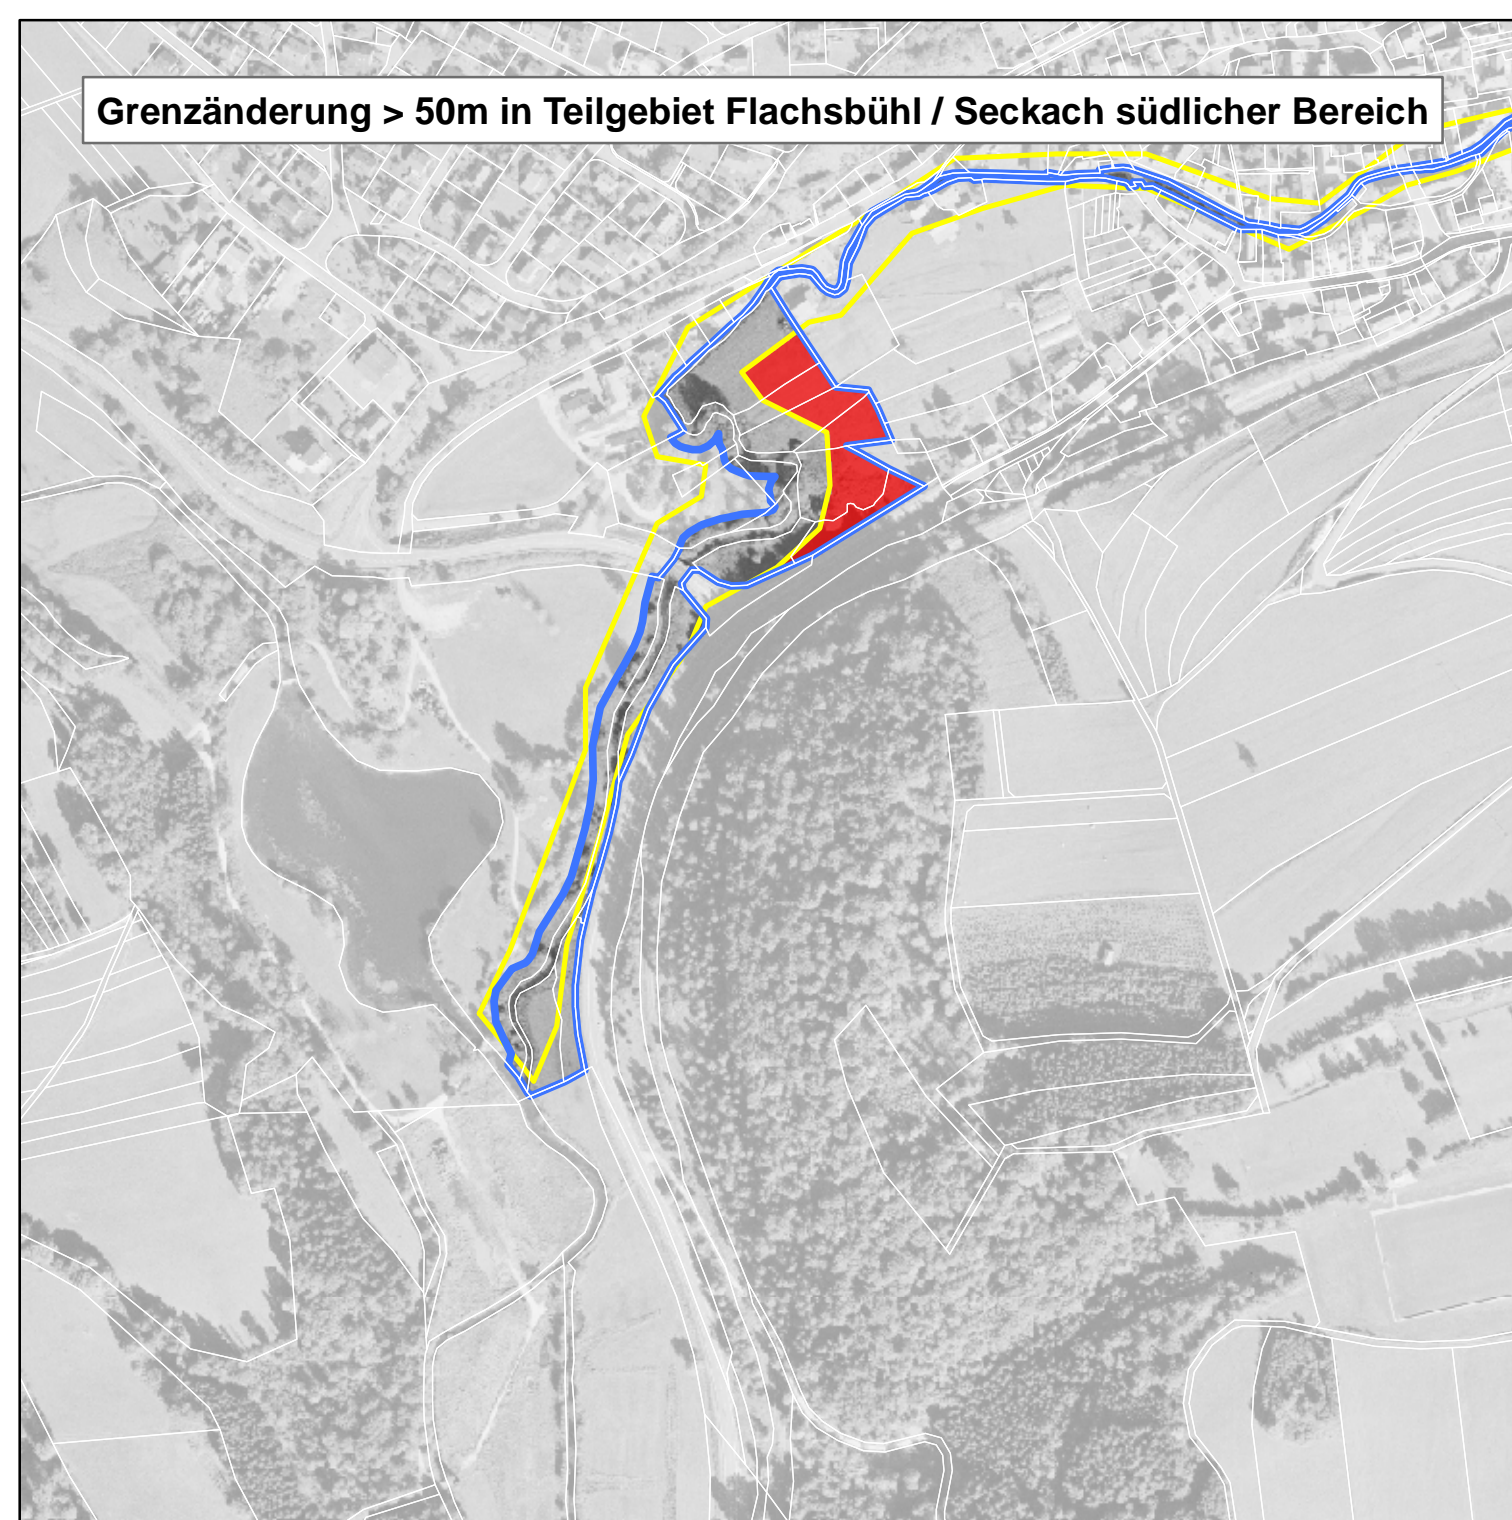 Grenzänderung > 50m in Teilgebiet Flachsbühl / Seckach südlicher Bereich